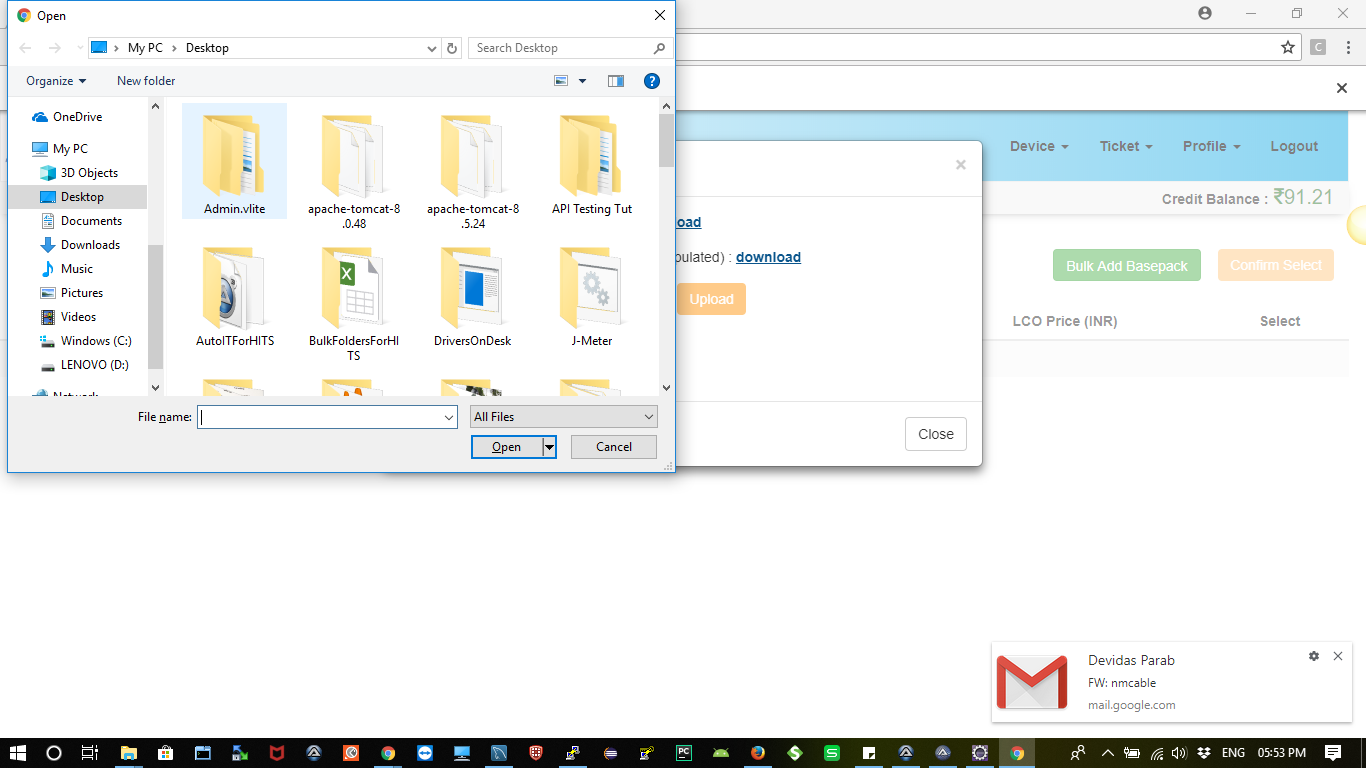 Open
My PC
Desktop
Search Desktop
Organize
New folder
OneDrive
My PC
3D Objects
Desktop
Documents
Downloads
Music
Pictures
Videos
Windows (C:)
LENOVO (D:)
Network
Admin.vlite
apache-tomcat-8
.0.48
apache-tomcat-8
.5.24
API Testing Tut
AutoITForHITS
BulkFoldersForHI
TS
DriversOnDesk
J-Meter
File name:
All Files
Open
Cancel
C
Device
Ticket
Profile
Logout
Credit Balance : ₹91.21
×
oad
pulated) : download
Upload
Close
Bulk Add Basepack
Confirm Select
LCO Price (INR)
Select
Devidas Parab
FW: nmcable
mail.google.com
PC
ENG
05:53 PM